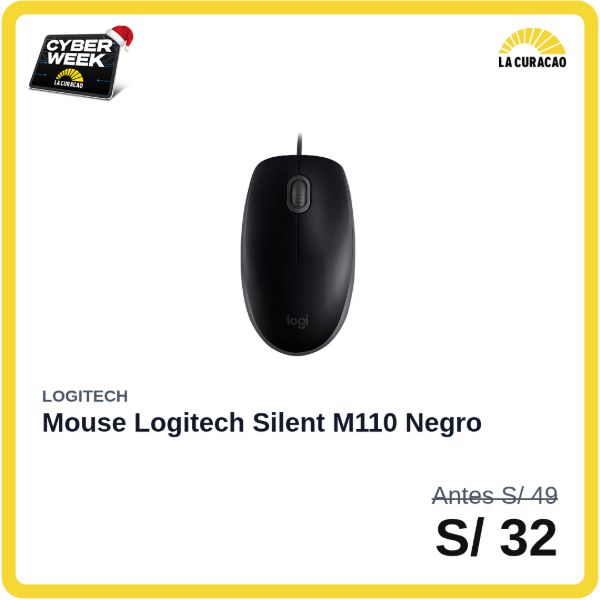 CYBER
WEEK
LA CURACAO
LA CURACAO
logi
LOGITECH
Mouse Logitech Silent M110 Negro
Antes S/ 49
S/ 32